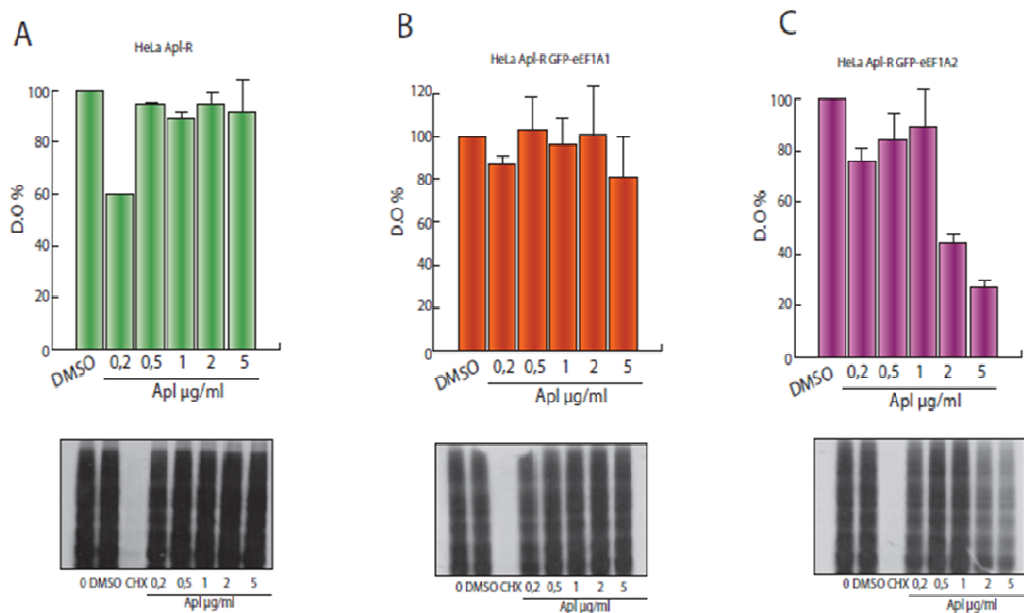 A
HeLa Apl-R
100
80
60
40
20
0
D.O %
DMSO 0,2 0,5 1 2 5
Apl µg/ml
0 DMSO CHX 0,2 0,5 1 2 5
Apl µg/ml
B
HeLa Apl-R GFP-eEF1A1
120
100
80
60
40
20
0
D.O %
DMSO 0,2 0,5 1 2 5
Apl µg/ml
0 DMSO CHX 0,2 0,5 1 2 5
Apl µg/ml
C
HeLa Apl-R GFP-eEF1A2
100
80
60
40
20
0
D.O %
DMSO 0,2 0,5 1 2 5
Apl µg/ml
0 DMSO CHX 0,2 0,5 1 2 5
Apl µg/ml